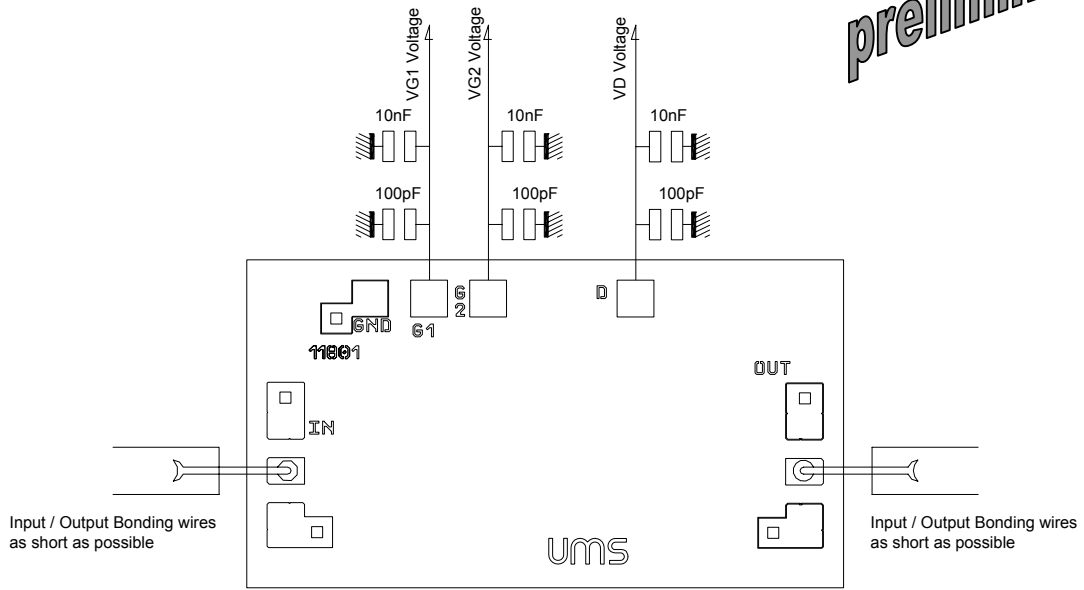 VG1 Voltage
VG2 Voltage
VD Voltage
10nF
10nF
10nF
100pF
100pF
100pF
GND
G1
G
2
D
11801
OUT
IN
Input / Output Bonding wires
as short as possible
Input / Output Bonding wires
as short as possible
UMS